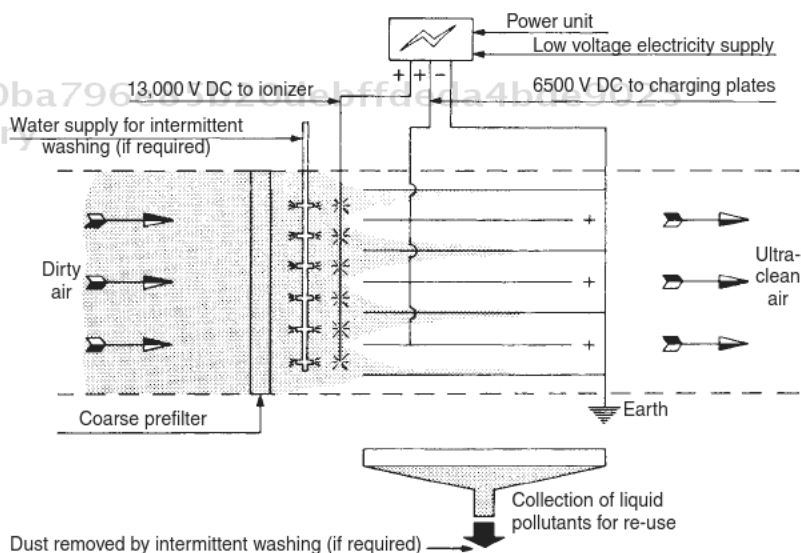 Power unit
Low voltage electricity supply
+ + −
13,000 V DC to ionizer
6500 V DC to charging plates
Water supply for intermittent
washing (if required)
+
Dirty
air
+
Ultra-
clean
air
+
Coarse prefilter
Earth
Collection of liquid
pollutants for re-use
Dust removed by intermittent washing (if required)